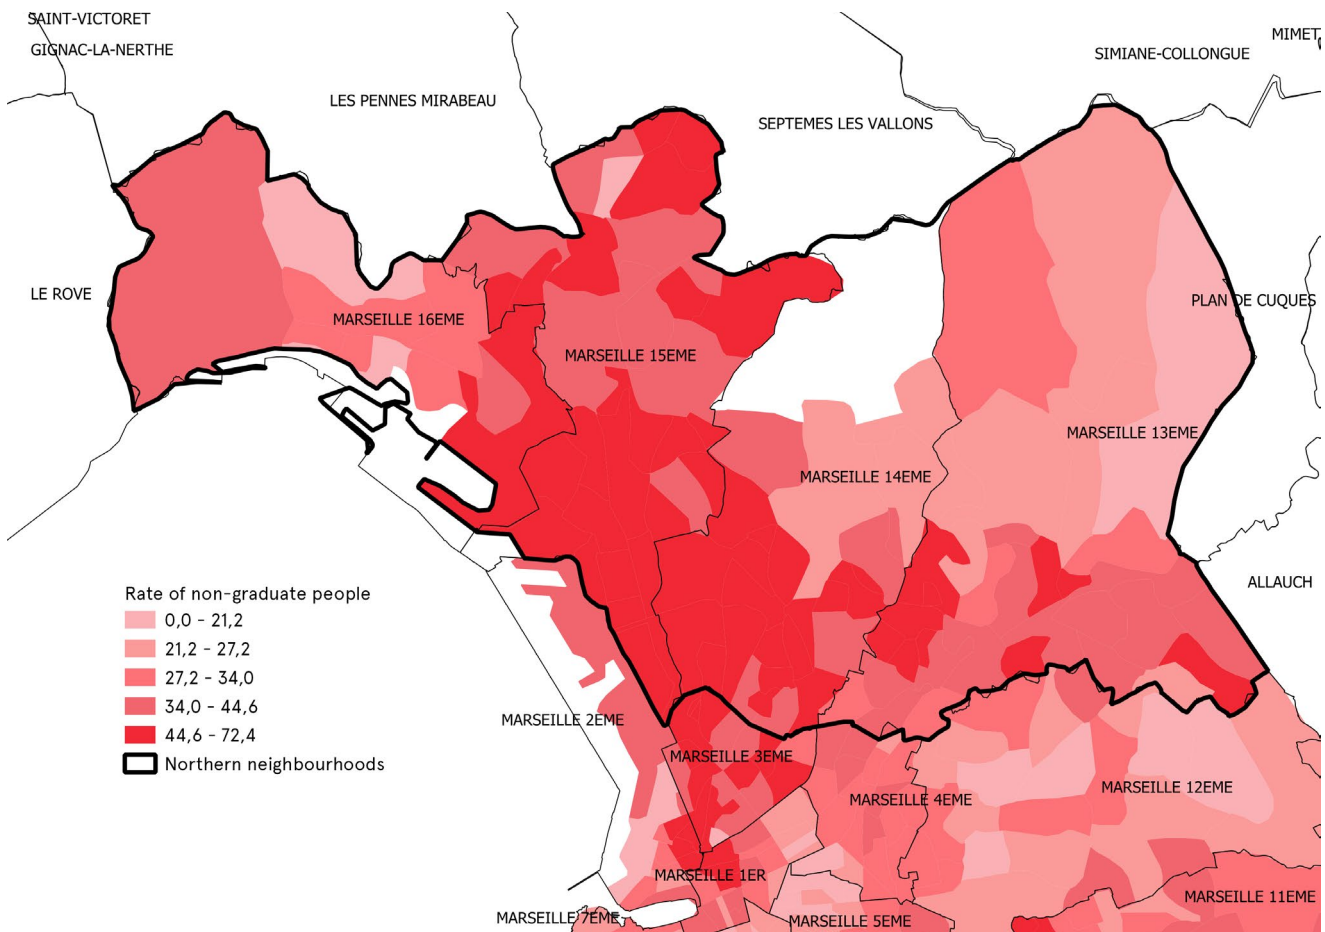 SAINT-VICTORET
MIMET
GIGNAC-LA-NERTHE
SIMIANE-COLLONGUE
LES PENNES MIRABEAU
SEPTEMES LES VALLONS
LE ROVE
PLAN DE CUQUES
MARSEILLE 16EME
MARSEILLE 15EME
MARSEILLE 13EME
MARSEILLE 14EME
ALLAUCH
Rate of non-graduate people
0,0 - 21,2
21,2 - 27,2
27,2 - 34,0
34,0 - 44,6
44,6 - 72,4
Northern neighbourhoods
MARSEILLE 2EME
MARSEILLE 3EME
MARSEILLE 12EME
MARSEILLE 4EME
MARSEILLE 1ER
MARSEILLE 11EME
MARSEILLE 7EME
MARSEILLE 5EME